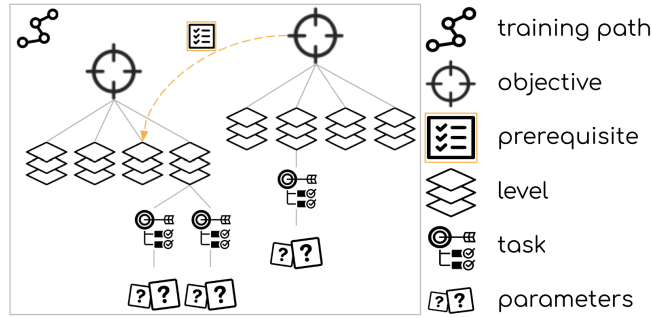 training path
objective
prerequisite
level
task
? ?
? ? ? ?
? ? parameters